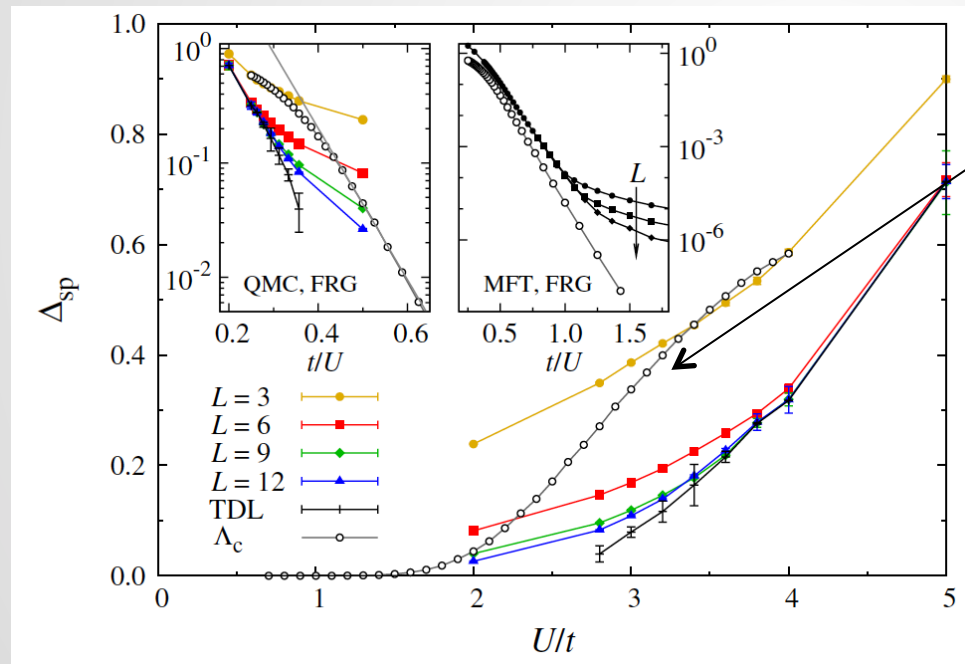 1.0
0.8
0.6
0.4
0.2
0.0
Δsp
0 1 2 3 4 5
U/t
10⁰
10⁻¹
10⁻²
0.2 0.4 0.6
t/U
QMC, FRG
10⁰
10⁻³
10⁻⁶
0.5 1.0 1.5
t/U
MFT, FRG
L
L = 3
L = 6
L = 9
L = 12
TDL
Λc